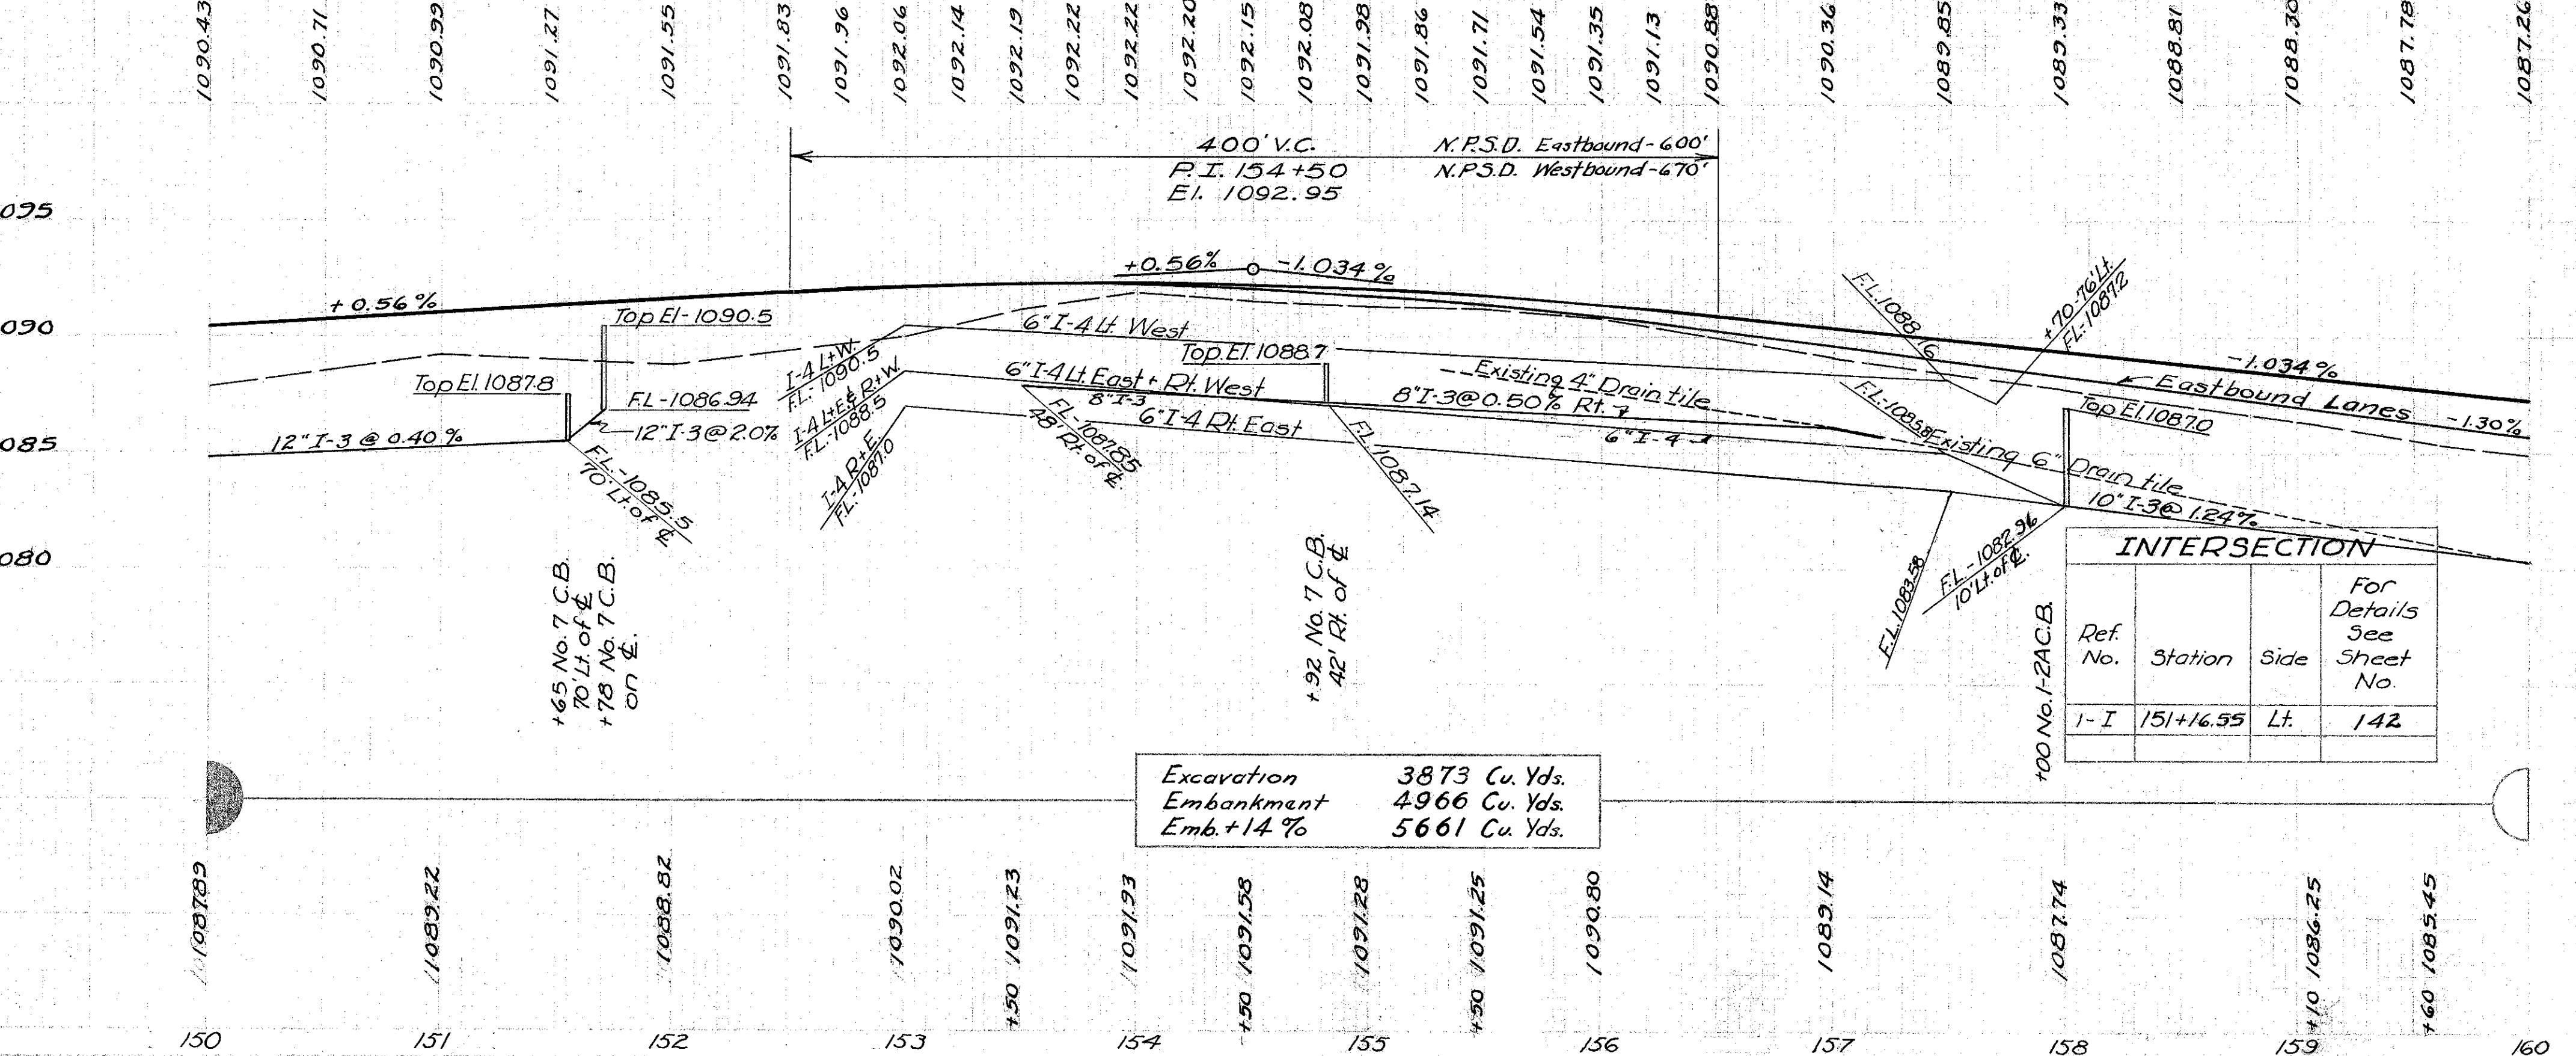 1090.43
1090.71
1090.99
1091.27
1091.55
1091.83
1091.96
1092.06
1092.14
1092.19
1092.22
1092.22
1092.20
1092.15
1092.08
1091.98
1091.86
1091.71
1091.54
1091.35
1091.13
1090.88
1090.36
1089.85
1089.33
1088.81
1088.30
1087.78
1087.26
400' V.C.
P.I. 154+50
El. 1092.95
N.P.S.D. Eastbound-600'
N.P.S.D. Westbound-670'
095
090
085
080
+0.56%
+0.56%
-1.034%
-1.034%
Eastbound Lanes
-1.30%
Top El-1090.5
Top El. 1087.8
F.L-1086.94
12" I-3 @ 2.0%
12" I-3 @ 0.40%
F.L.-1085.5
70' Lt. of ℄
I-4 Lt W.
F.L.-1090.5
I-4 Lt E & Rt W.
F.L.-1088.5
I-4 Rt E.
F.L.-1087.0
6" I-4 Lt. West
6" I-4 Lt. East + Rt. West
8" I-3
6" I-4 Rt. East
F.L-1087.85
48' Rt. of ℄
Top. El. 1088.7
F.L. 1087.14
Existing 4" Drain tile
8" I-3 @ 0.50% Rt.
6" I-4
F.L. 1088.16
+70-76' Lt.
F.L.-1087.2
F.L.-1085.8
Existing 6" Drain tile
Top El. 1087.0
10" I-3 @ 1.24%
F.L. 1083.58
F.L.-1082.96
10' Lt. of ℄.
+65 No. 7 C.B.
70' Lt. of ℄
+78 No. 7 C.B.
on ℄.
+92 No. 7 C.B.
42' Rt. of ℄
+00 No. 1-2A C.B.
INTERSECTION
Ref. No.
Station
Side
For Details See Sheet No.
1-I 151+16.55 Lt. 142
Excavation 3873 Cu. Yds.
Embankment 4966 Cu. Yds.
Emb. +14% 5661 Cu. Yds.
1087.89
1089.22
1088.82
1090.02
+50 1091.23
1091.93
+50 1091.58
1091.28
+50 1091.25
1090.80
1089.14
1087.74
+10 1086.25
+60 1085.45
150
151
152
153
154
155
156
157
158
159
160